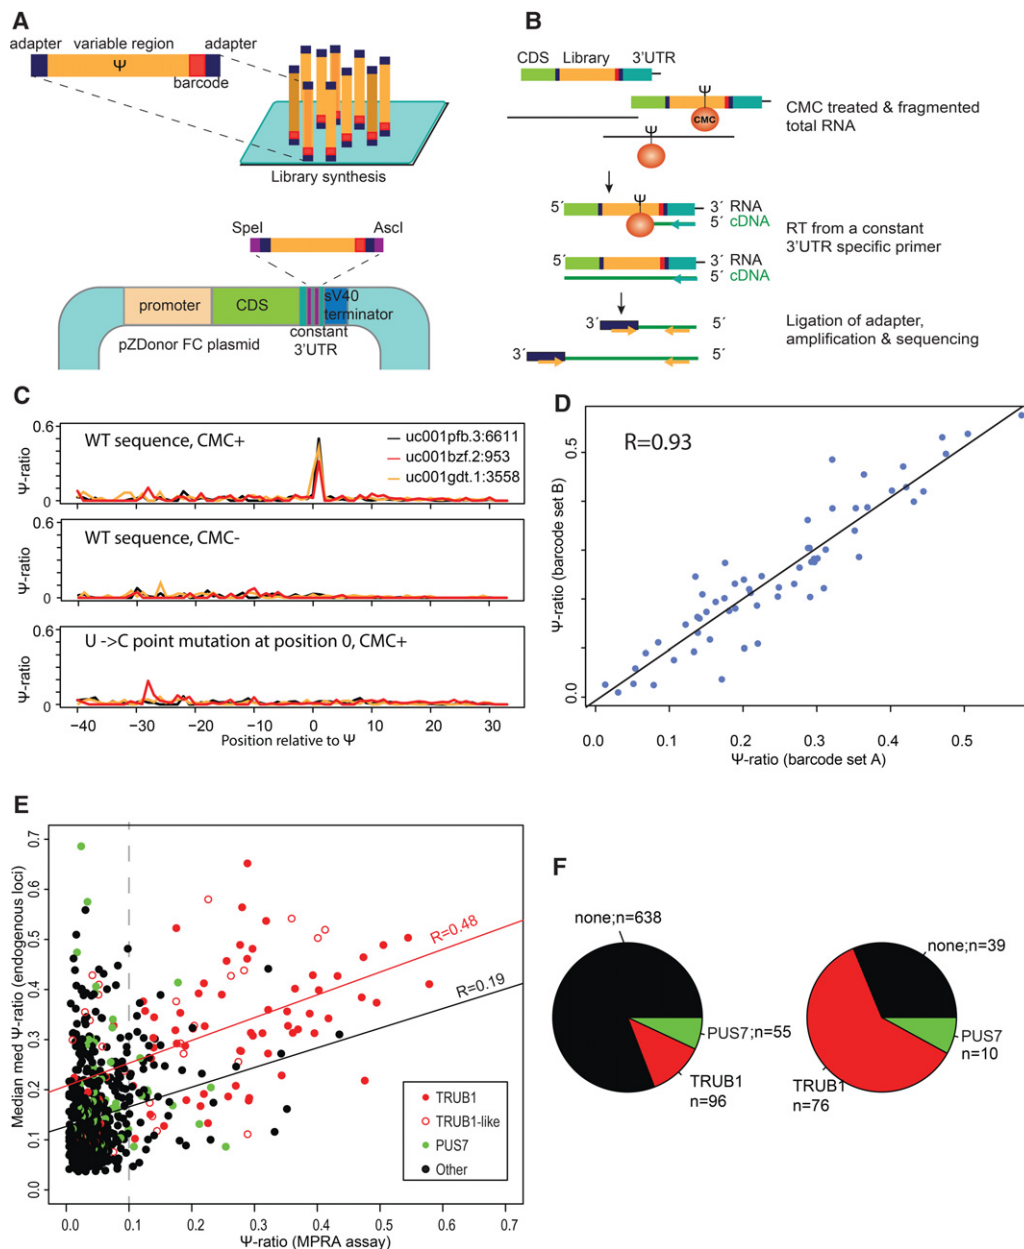 A
adapter variable region adapter
Ψ
barcode
Library synthesis
SpeI AscI
promoter CDS sV40
terminator
constant
3'UTR
pZDonor FC plasmid
B
CDS Library 3'UTR
Ψ
CMC
Ψ
CMC treated & fragmented
total RNA
Ψ
5´ 3´ RNA
5´ cDNA
RT from a constant
3'UTR specific primer
5´ 3´ RNA
5´ cDNA
3´ 5´
3´ 5´
Ligation of adapter,
amplification & sequencing
C
0.6
Ψ-ratio
0
WT sequence, CMC+
uc001pfb.3:6611
uc001bzf.2:953
uc001gdt.1:3558
0.6
Ψ-ratio
0
WT sequence, CMC-
0.6
Ψ-ratio
0
U ->C point mutation at position 0, CMC+
−40 −30 −20 −10 0 10 20 30
Position relative to Ψ
D
R=0.93
Ψ-ratio (barcode set B)
0.5
0.0
0.0 0.1 0.2 0.3 0.4 0.5
Ψ-ratio (barcode set A)
E
Median med Ψ-ratio (endogenous loci)
0.7
0.6
0.5
0.4
0.3
0.2
0.1
0.0
R=0.48
R=0.19
TRUB1
TRUB1-like
PUS7
Other
0.0 0.1 0.2 0.3 0.4 0.5 0.6 0.7
Ψ-ratio (MPRA assay)
F
none;n=638
PUS7;n=55
TRUB1
n=96
none;n=39
PUS7
n=10
TRUB1
n=76